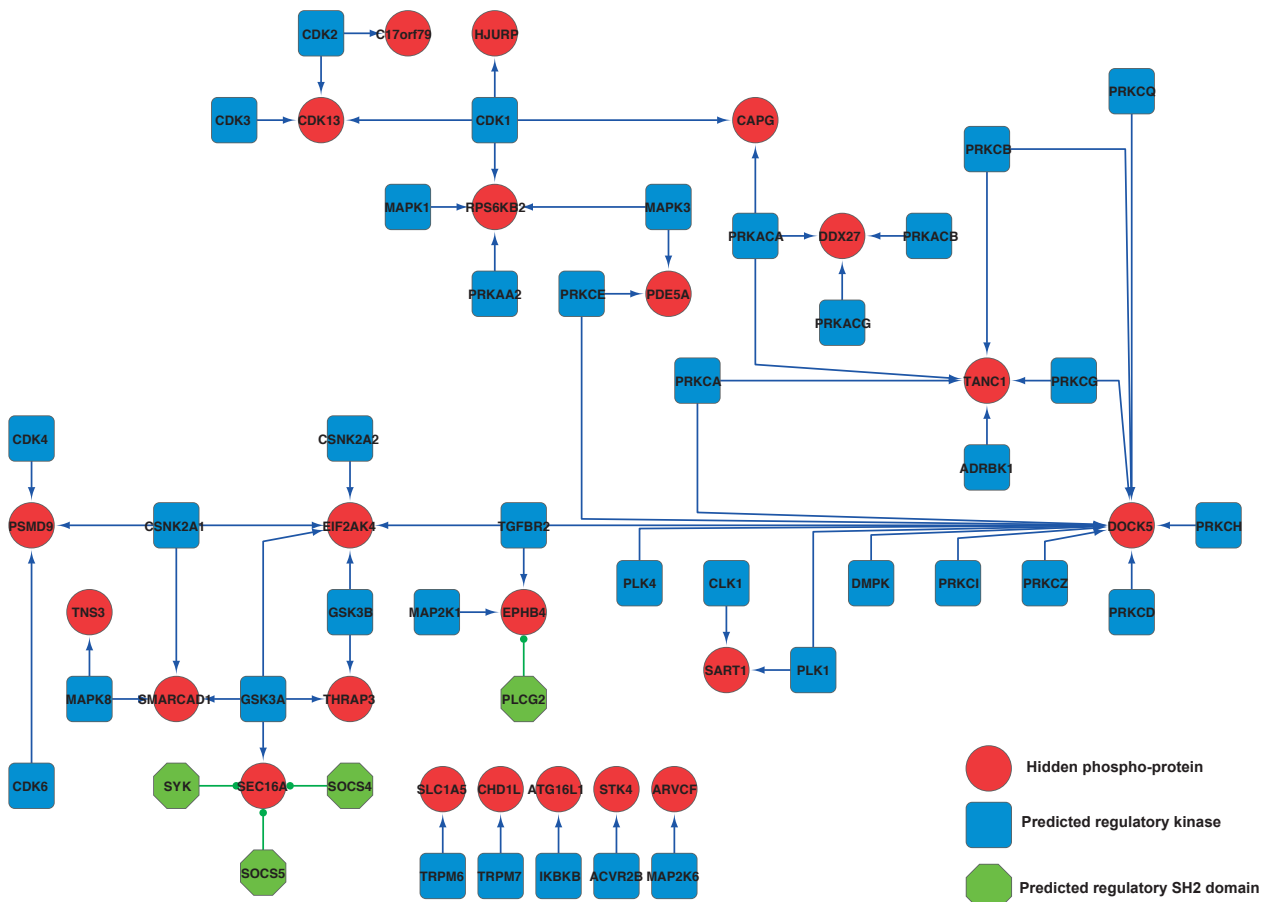 CDK2
C17orf79
HJURP
PRKCQ
CDK3
CDK13
CDK1
CAPG
PRKCB
MAPK1
RPS6KB2
MAPK3
PRKACA
DDX27
PRKACB
PRKAA2
PRKCE
PDE5A
PRKACG
PRKCA
TANC1
PRKCG
CDK4
CSNK2A2
ADRBK1
PSMD9
CSNK2A1
EIF2AK4
TGFBR2
DOCK5
PRKCH
PLK4
CLK1
DMPK
PRKCI
PRKCZ
TNS3
GSK3B
MAP2K1
EPHB4
PRKCD
SART1
PLK1
MAPK8
SMARCAD1
GSK3A
THRAP3
PLCG2
Hidden phospho-protein
CDK6
SYK
SEC16A
SOCS4
SLC1A5
CHD1L
ATG16L1
STK4
ARVCF
Predicted regulatory kinase
SOCS5
TRPM6
TRPM7
IKBKB
ACVR2B
MAP2K6
Predicted regulatory SH2 domain